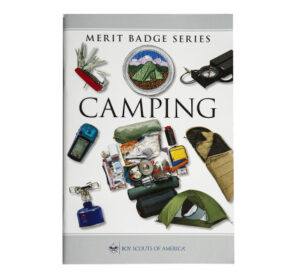 MERIT BADGE SERIES
CAMPING
BOY SCOUTS OF AMERICA